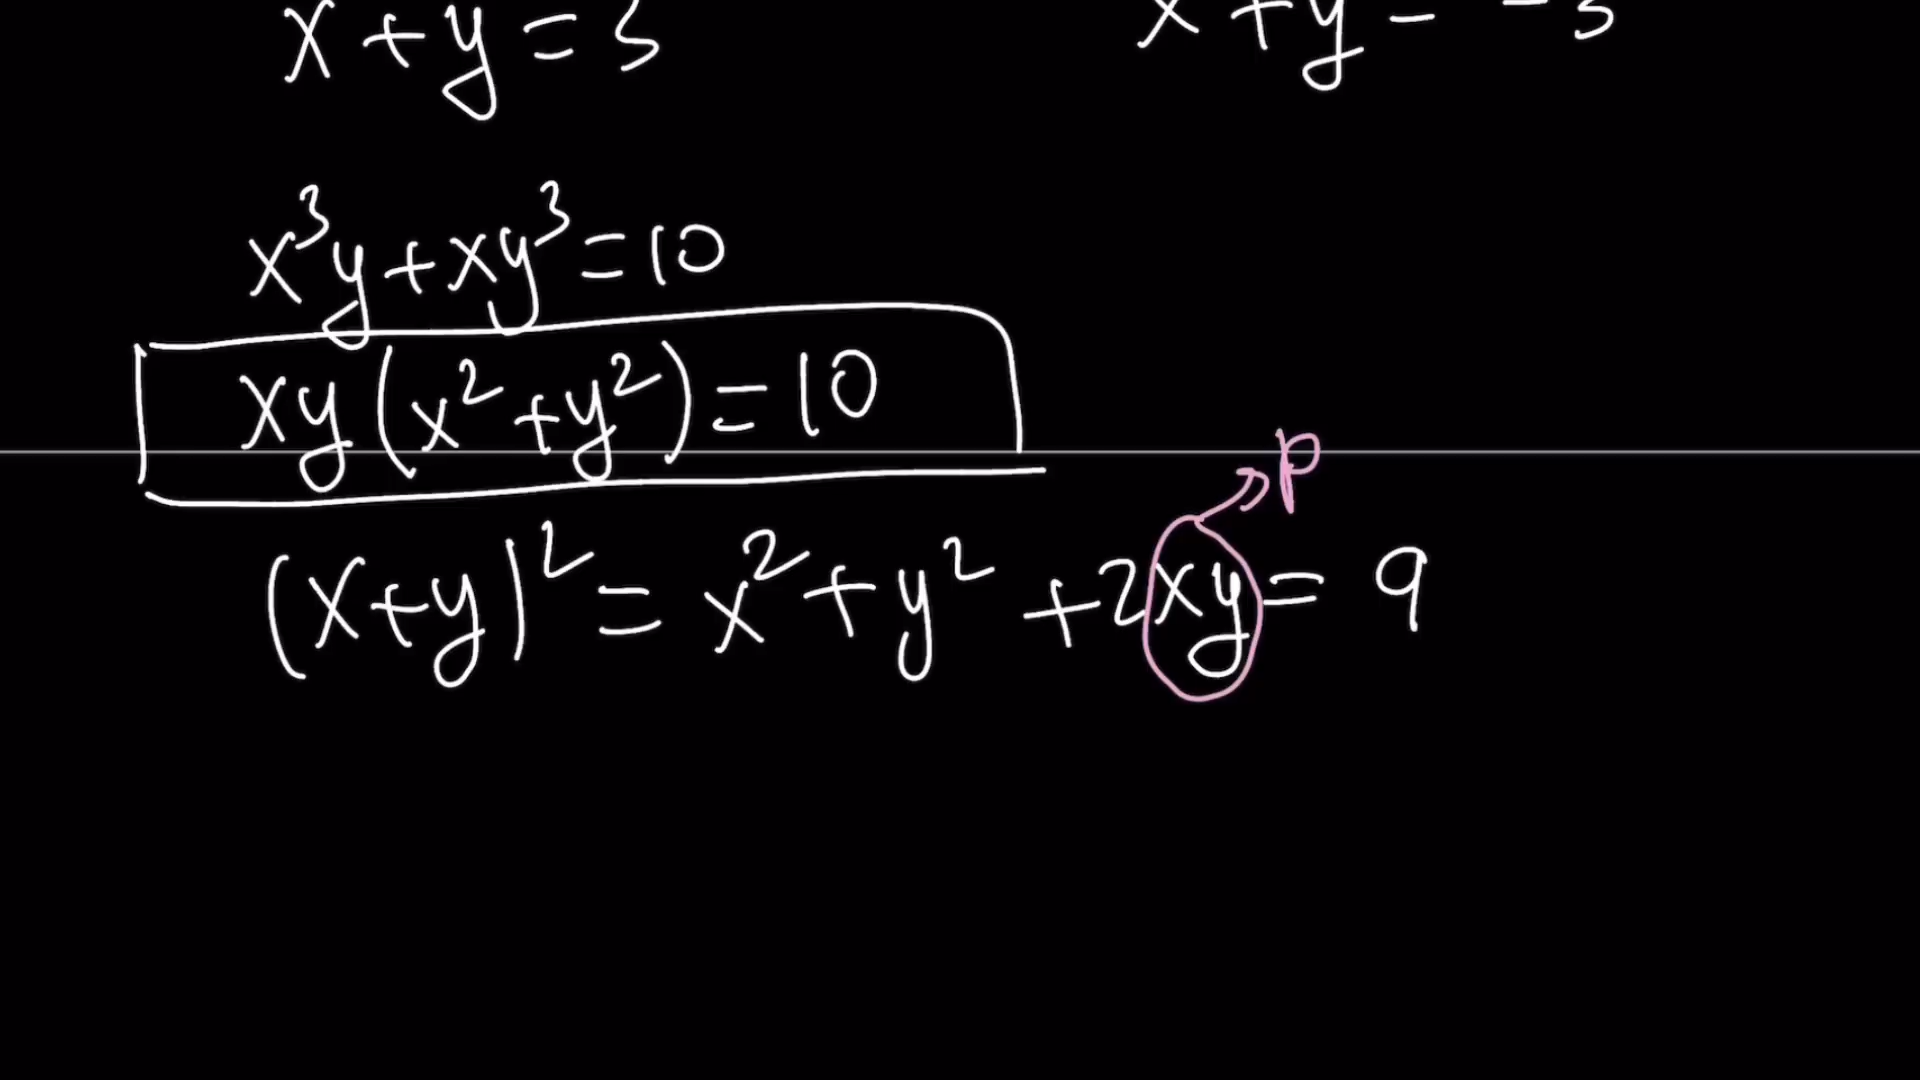 x+y=3
x+y=-3
x³y+xy³=10
xy(x²+y²)=10
p
(x+y)²=x²+y²+2xy=9